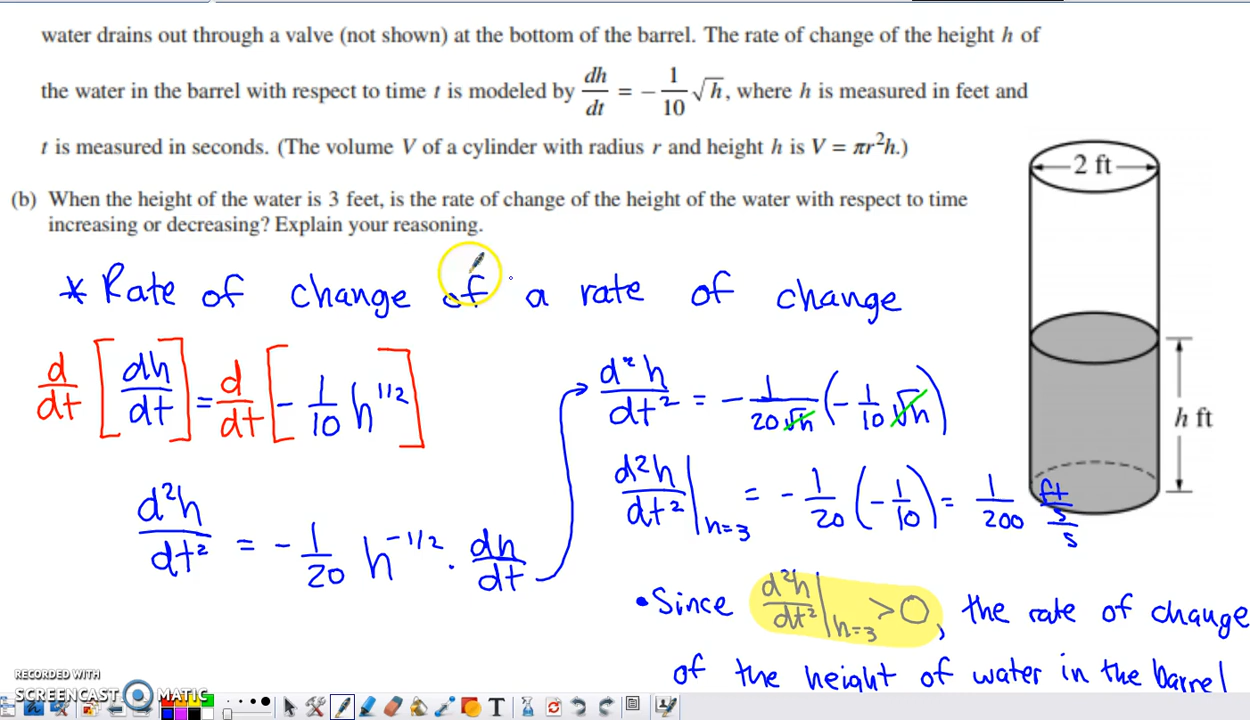 water drains out through a valve (not shown) at the bottom of the barrel. The rate of change of the height h of
the water in the barrel with respect to time t is modeled by dh/dt = −1/10 √h, where h is measured in feet and
t is measured in seconds. (The volume V of a cylinder with radius r and height h is V = πr²h.)
(b) When the height of the water is 3 feet, is the rate of change of the height of the water with respect to time
increasing or decreasing? Explain your reasoning.
2 ft
h ft
* Rate of change of a rate of change
d/dt [dh/dt] = d/dt [− 1/10 h^1/2]
d²h/dt² = − 1/20 h^−1/2 · dh/dt
d²h/dt² = − 1/20√h (− 1/10 √h)
d²h/dt² |h=3 = − 1/20 (− 1/10) = 1/200 ft/s/s
• Since d²h/dt² |h=3 > 0, the rate of change
of the height of water in the barrel
RECORDED WITH
SCREENCAST MATIC
T